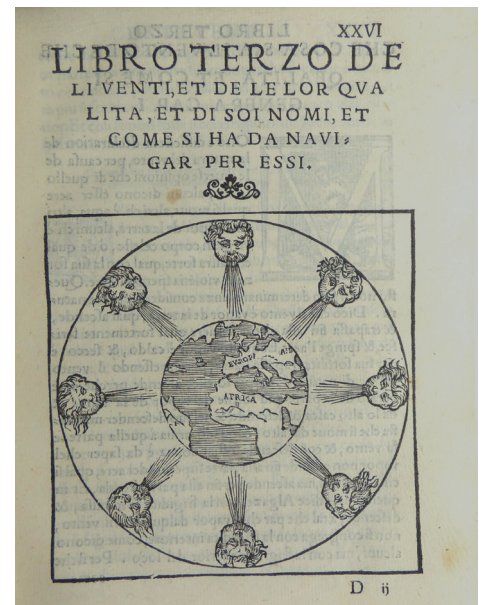 XXVI
LIBRO TERZO DE
LI VENTI, ET DE LE LOR QVA
LITA, ET DI SOI NOMI, ET
COME SI HA DA NAVI=
GAR PER ESSI.
EVROPA
AFRICA
D ij